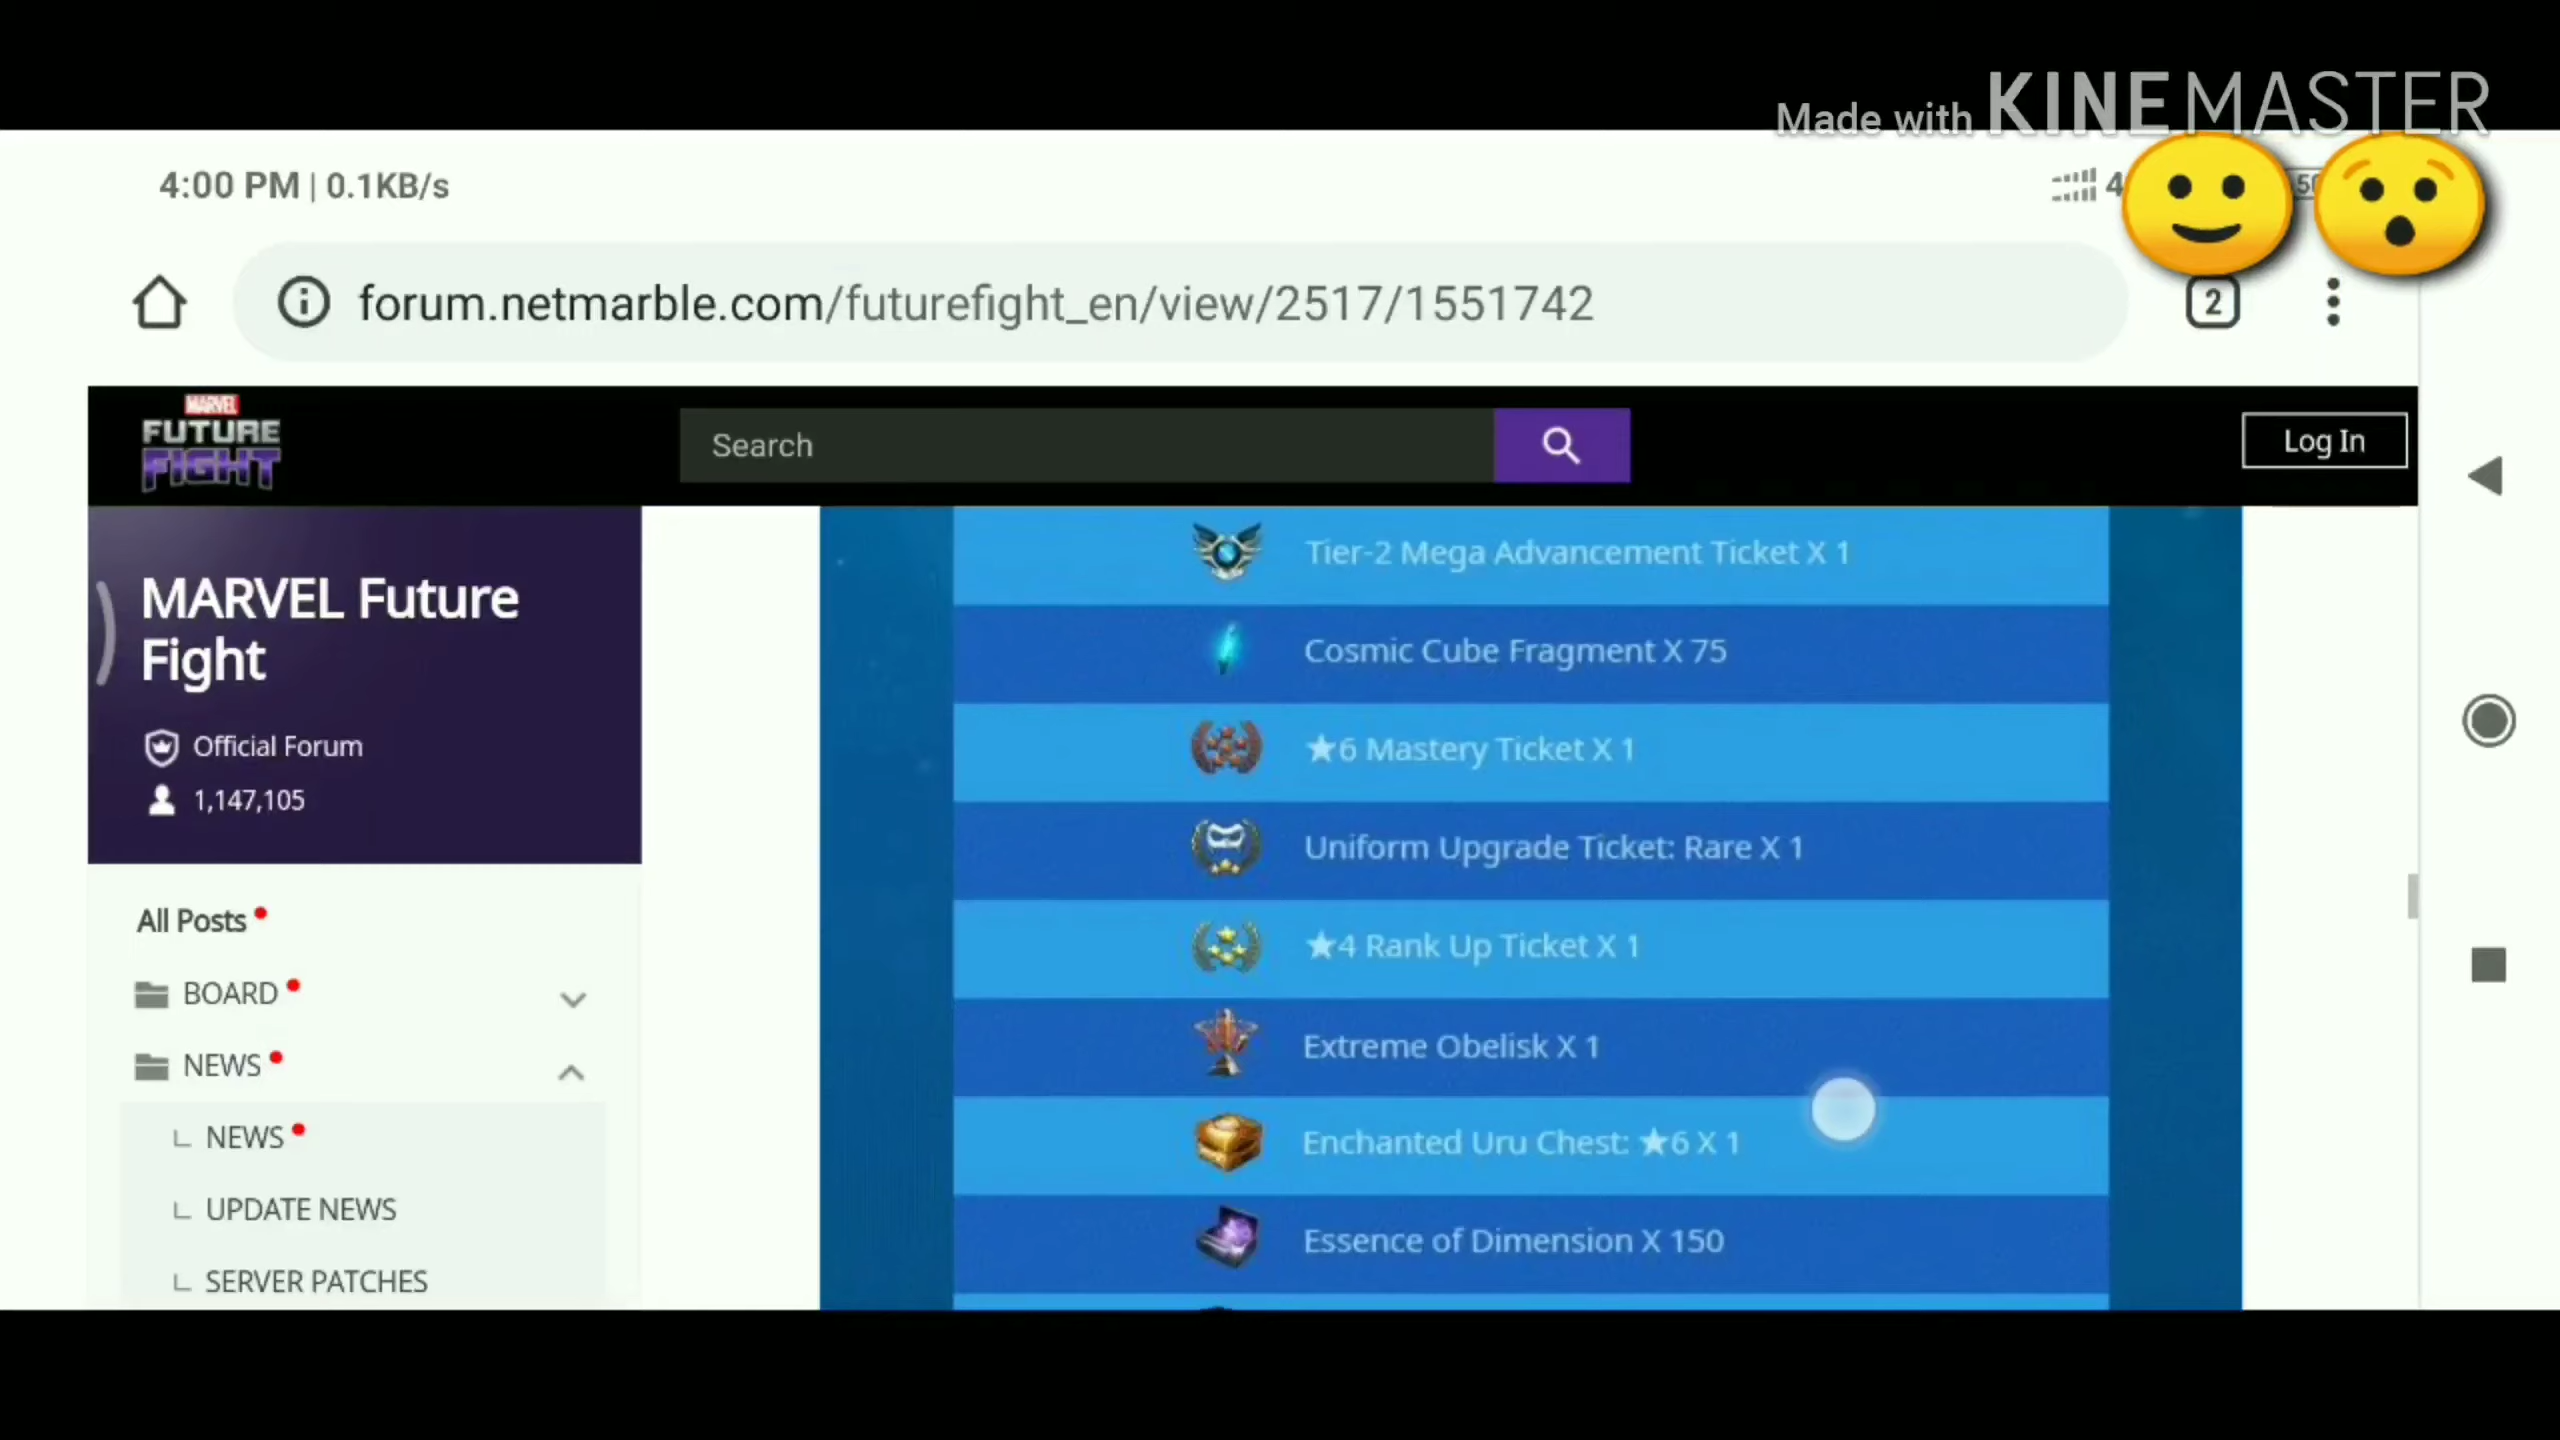 Made with KINEMASTER
4:00 PM | 0.1KB/s
4
forum.netmarble.com/futurefight_en/view/2517/1551742
2
MARVEL
FUTURE
FIGHT
Search
Log In
MARVEL Future
Fight
Official Forum
1,147,105
All Posts
BOARD
NEWS
NEWS
UPDATE NEWS
SERVER PATCHES
Tier-2 Mega Advancement Ticket X 1
Cosmic Cube Fragment X 75
★6 Mastery Ticket X 1
Uniform Upgrade Ticket: Rare X 1
★4 Rank Up Ticket X 1
Extreme Obelisk X 1
Enchanted Uru Chest: ★6 X 1
Essence of Dimension X 150